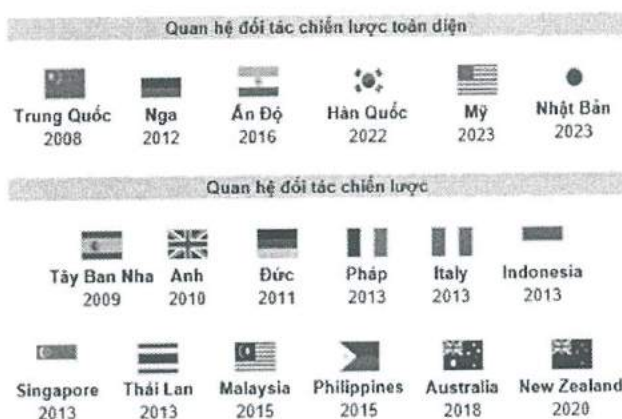 Quan hệ đối tác chiến lược toàn diện
Trung Quốc Nga Ấn Độ Hàn Quốc Mỹ Nhật Bản
2008 2012 2016 2022 2023 2023
Quan hệ đối tác chiến lược
Tây Ban Nha Anh Đức Pháp Italy Indonesia
2009 2010 2011 2013 2013 2013
Singapore Thái Lan Malaysia Philippines Australia New Zealand
2013 2013 2015 2015 2018 2020